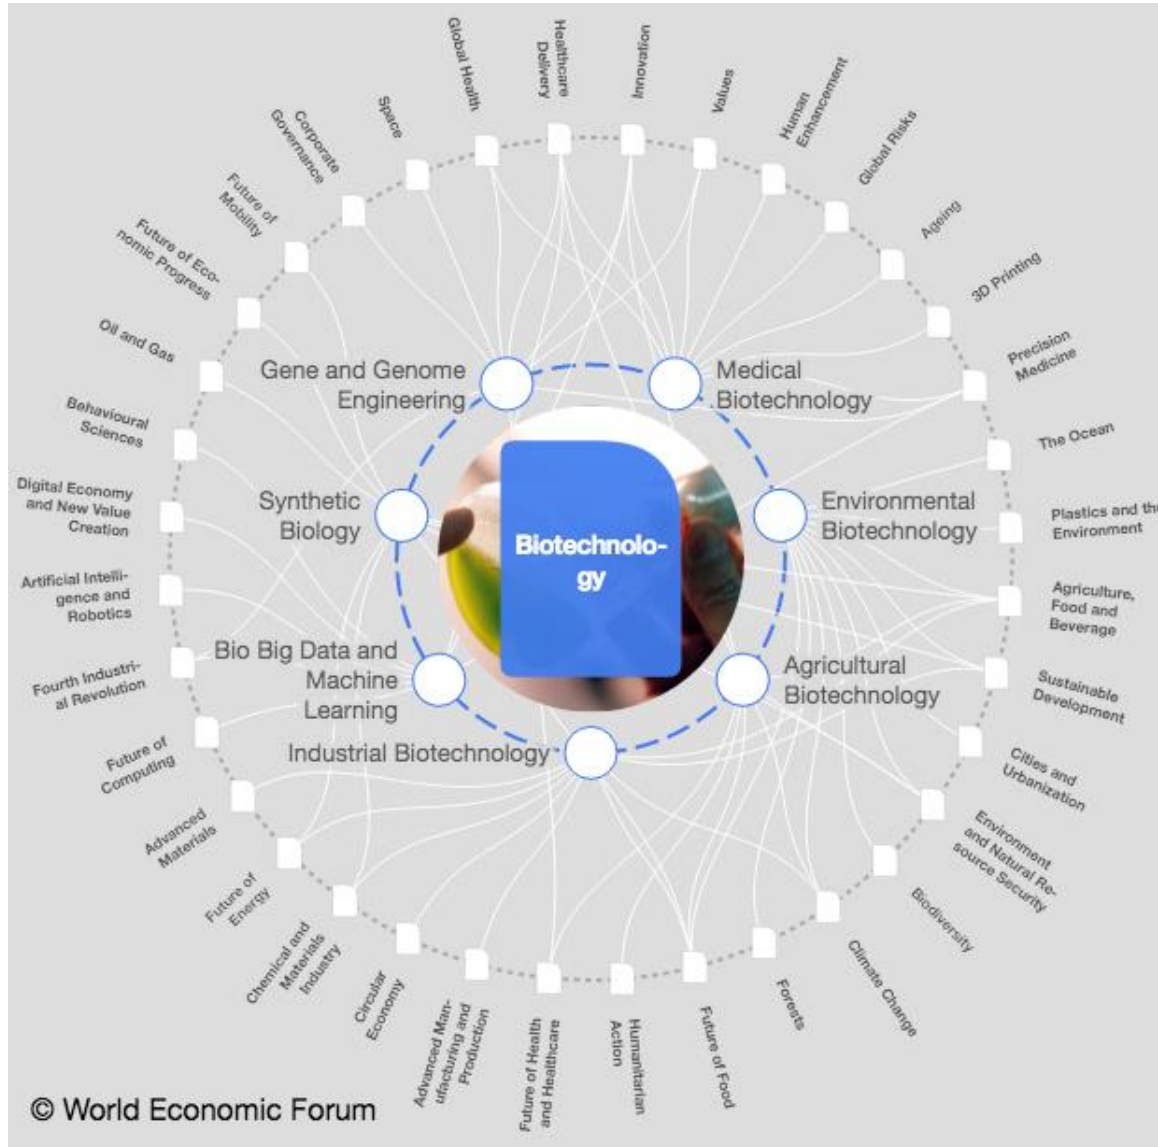 Biotechnolo-
gy
Gene and Genome
Engineering
Medical
Biotechnology
Synthetic
Biology
Environmental
Biotechnology
Bio Big Data and
Machine
Learning
Agricultural
Biotechnology
Industrial Biotechnology
Global Health
Healthcare
Delivery
Innovation
Values
Human
Enhancement
Global Risks
Ageing
3D Printing
Precision
Medicine
The Ocean
Plastics and the
Environment
Agriculture,
Food and
Beverage
Sustainable
Development
Cities and
Urbanization
Environment
and Natural Re-
source Security
Biodiversity
Climate Change
Forests
Future of Food
Humanitarian
Action
Future of Health
and Healthcare
Advanced Man-
ufacturing and
Production
Circular
Economy
Chemical and
Materials
Industry
Future of
Energy
Advanced
Materials
Future of
Computing
Fourth Industri-
al Revolution
Artificial Intelli-
gence and
Robotics
Digital Economy
and New Value
Creation
Behavioural
Sciences
Oil and Gas
Future of Eco-
nomic Progress
Future of
Mobility
Corporate
Governance
Space
© World Economic Forum